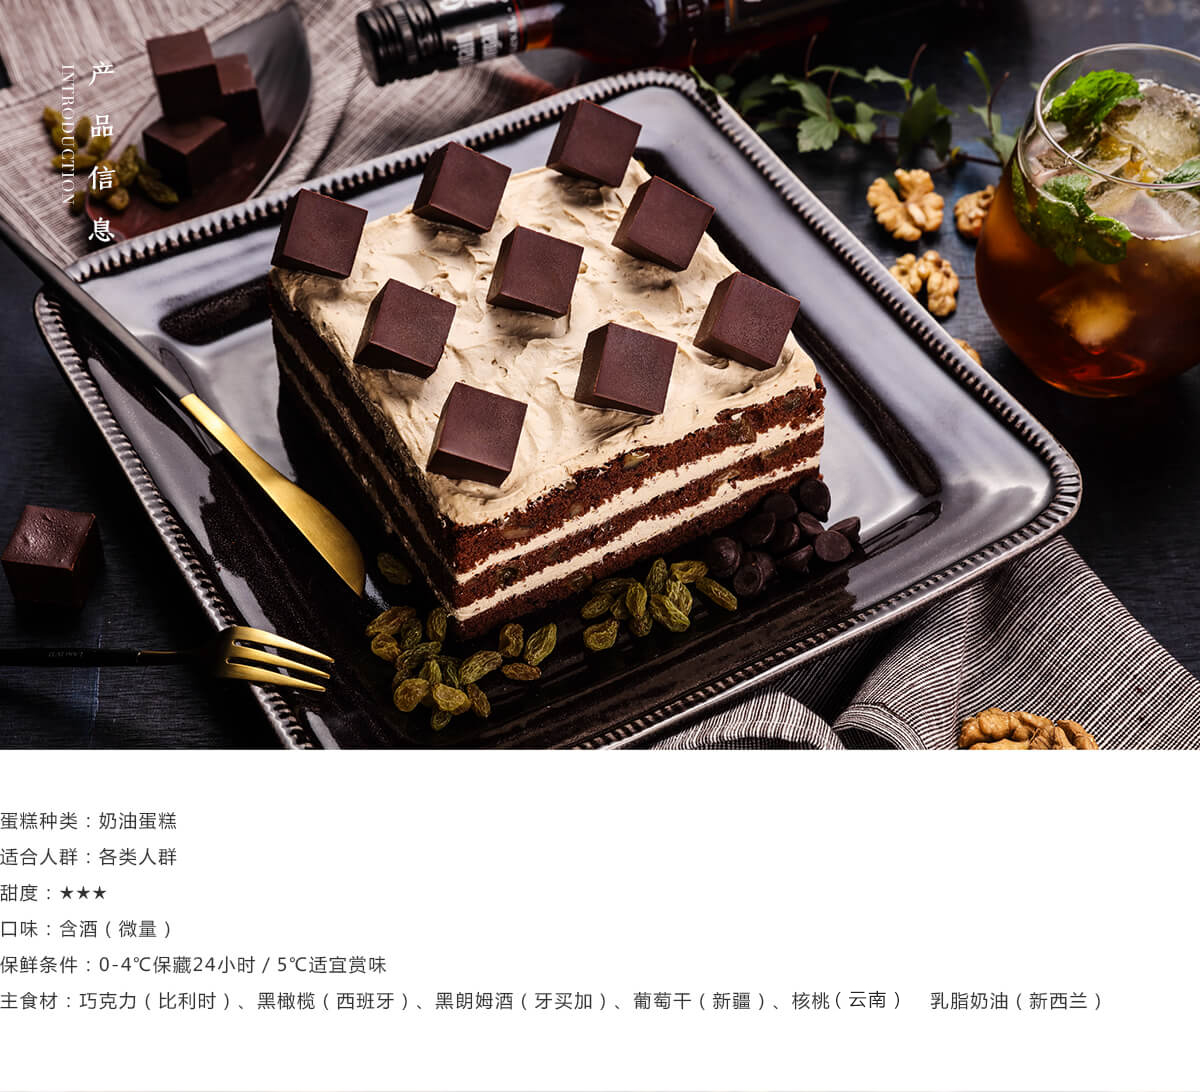 产品信息
INTRODUCTION
蛋糕种类：奶油蛋糕
适合人群：各类人群
甜度：★★★
口味：含酒（微量）
保鲜条件：0-4℃保藏24小时 / 5℃适宜赏味
主食材：巧克力（比利时）、黑橄榄（西班牙）、黑朗姆酒（牙买加）、葡萄干（新疆）、核桃（云南） 乳脂奶油（新西兰）